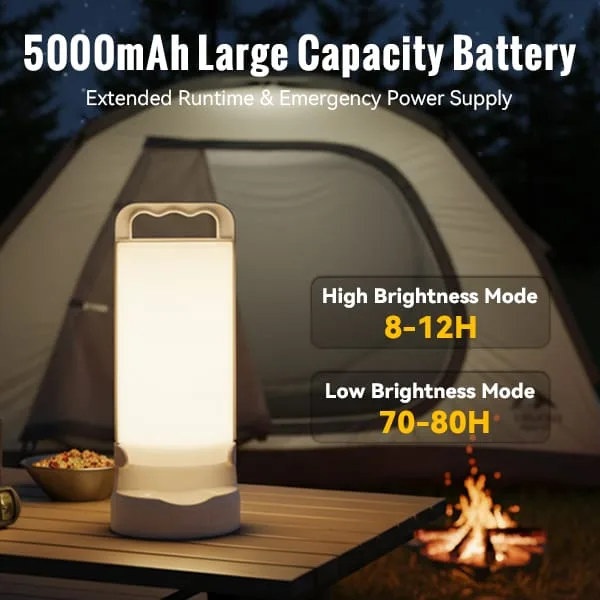 5000mAh Large Capacity Battery
Extended Runtime & Emergency Power Supply
High Brightness Mode
8-12H
Low Brightness Mode
70-80H